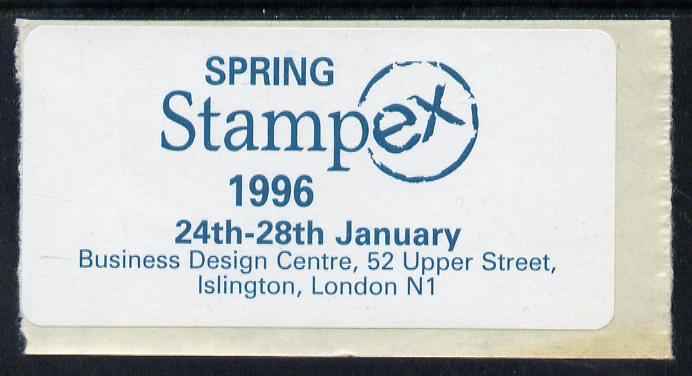 SPRING
Stampex
1996
24th-28th January
Business Design Centre, 52 Upper Street,
Islington, London N1